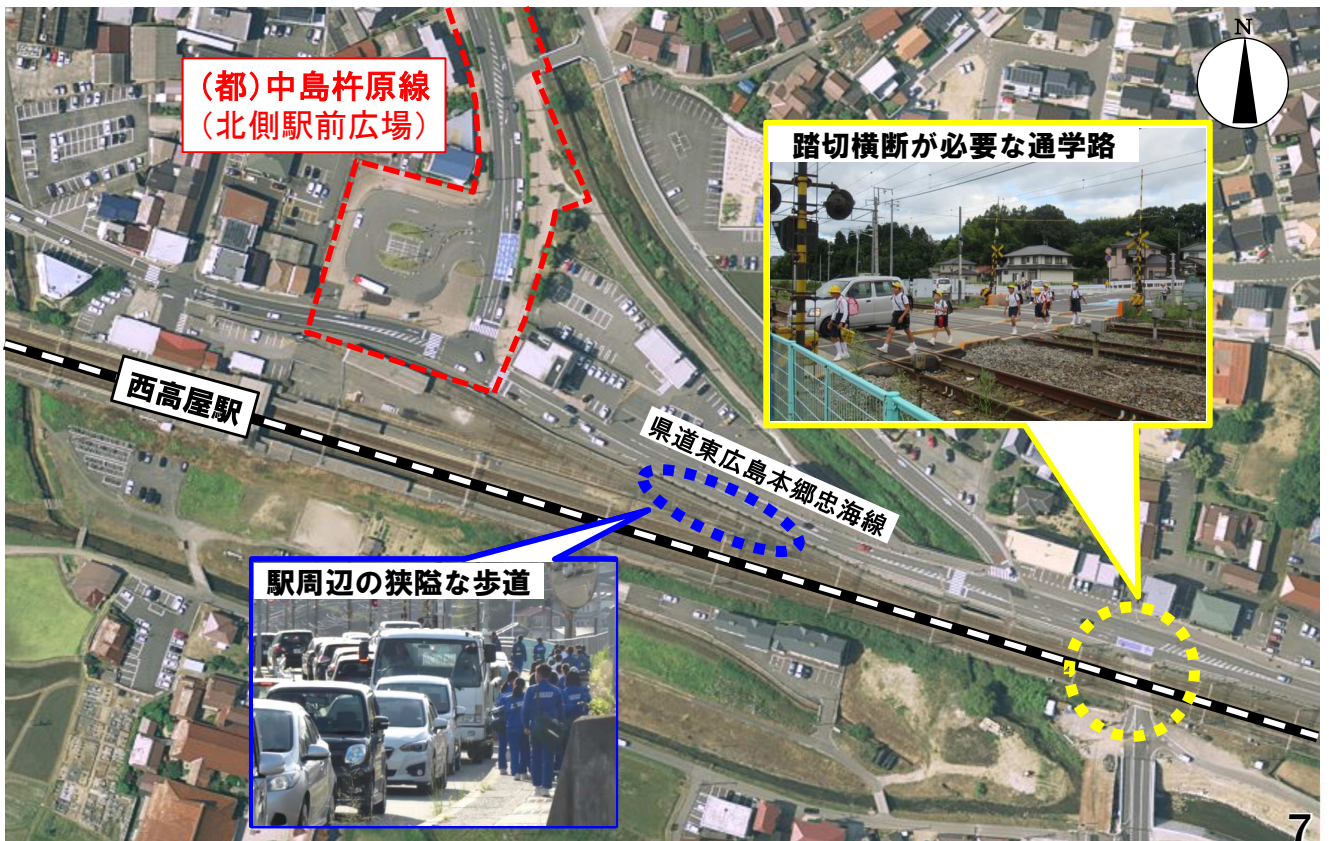 (都)中島杵原線
(北側駅前広場)
N
踏切横断が必要な通学路
西高屋駅
県道東広島本郷忠海線
駅周辺の狭隘な歩道
7